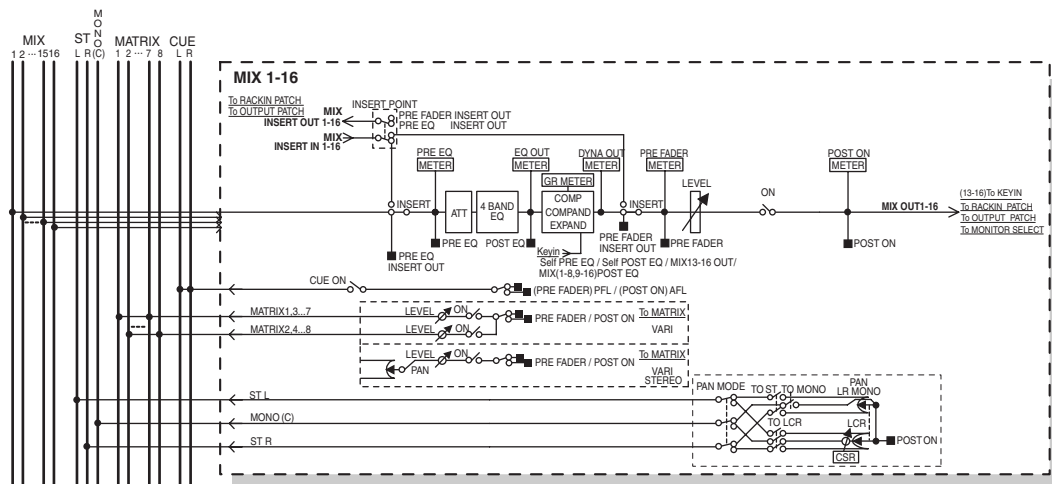 MONO
MIX ST (C) MATRIX CUE
1 2 ··· 1516 L R 1 2 ··· 7 8 L R
MIX 1-16
To RACKIN PATCH
To OUTPUT PATCH
MIX
INSERT OUT 1-16
MIX
INSERT IN 1-16
INSERT POINT
PRE FADER INSERT OUT
PRE EQ INSERT OUT
PRE EQ
METER
EQ OUT
METER
DYNA OUT
METER
PRE FADER
METER
POST ON
METER
GR METER
INSERT
ATT
4 BAND
EQ
COMP
COMPAND
EXPAND
INSERT
LEVEL
ON
MIX OUT1-16
(13-16)To KEYIN
To RACKIN PATCH
To OUTPUT PATCH
To MONITOR SELECT
PRE EQ
INSERT OUT
PRE EQ
POST EQ
PRE FADER
INSERT OUT
PRE FADER
POST ON
Keyin
Self PRE EQ / Self POST EQ / MIX13-16 OUT/
MIX(1-8,9-16)POST EQ
CUE ON
(PRE FADER) PFL / (POST ON) AFL
MATRIX1,3...7
LEVEL ON
PRE FADER / POST ON
To MATRIX
VARI
MATRIX2,4...8
LEVEL ON
LEVEL ON
PAN
PRE FADER / POST ON
To MATRIX
VARI
STEREO
ST L
MONO (C)
ST R
PAN MODE
TO ST
TO MONO
PAN
LR MONO
TO LCR
LCR
CSR
POST ON